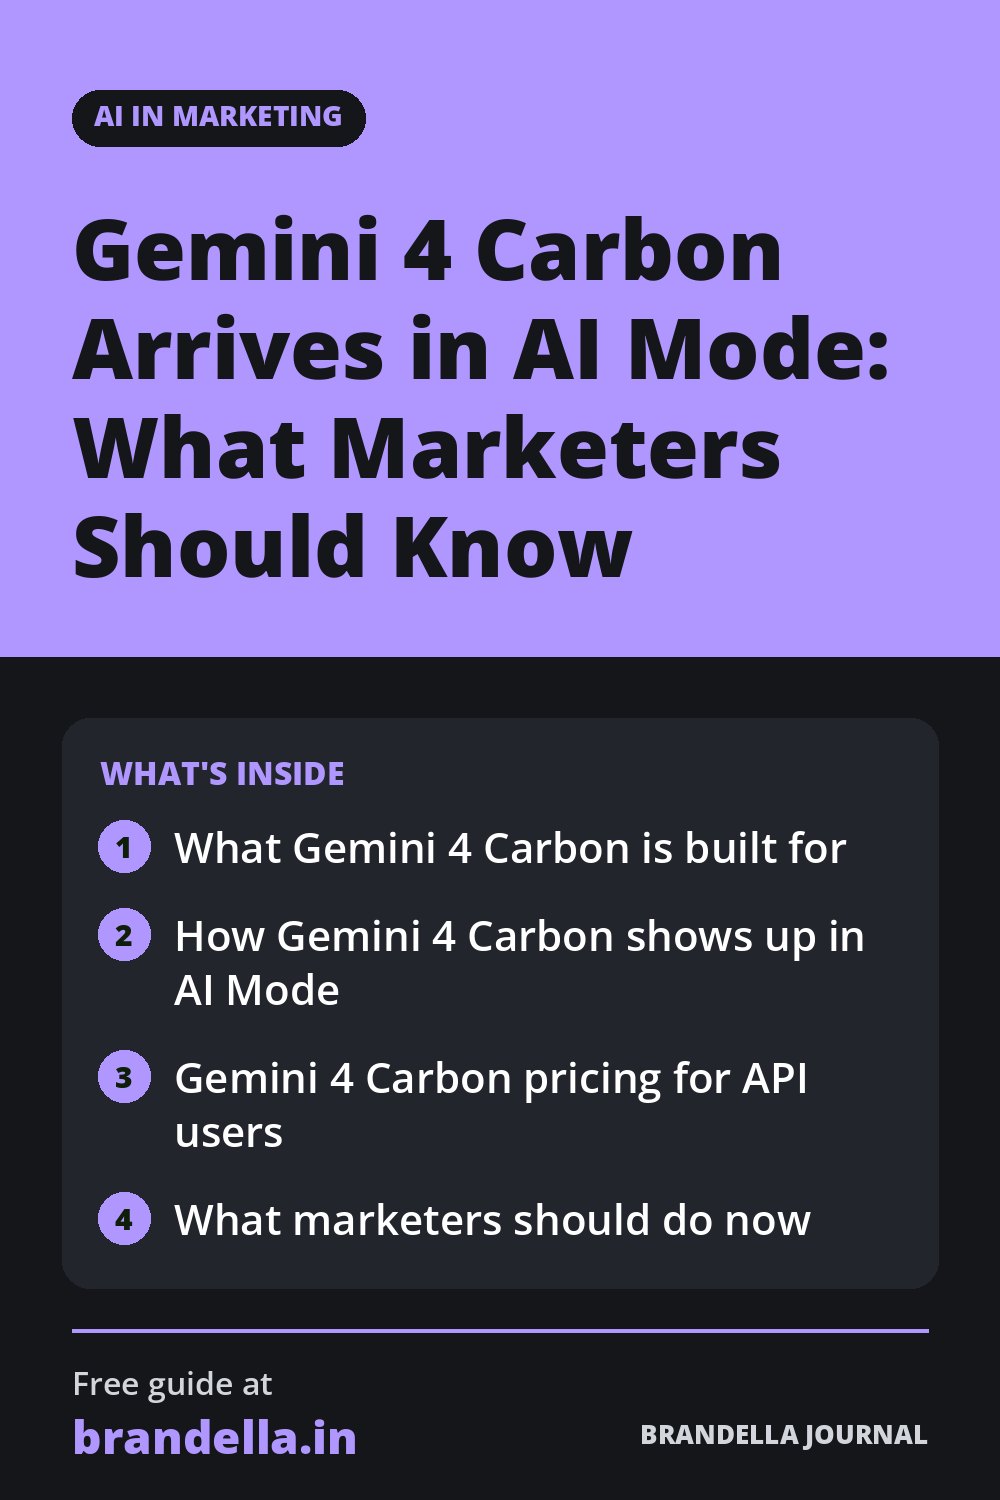 AI IN MARKETING
Gemini 4 Carbon
Arrives in AI Mode:
What Marketers
Should Know
WHAT'S INSIDE
1 What Gemini 4 Carbon is built for
2 How Gemini 4 Carbon shows up in
AI Mode
3 Gemini 4 Carbon pricing for API
users
4 What marketers should do now
Free guide at
brandella.in
BRANDELLA JOURNAL